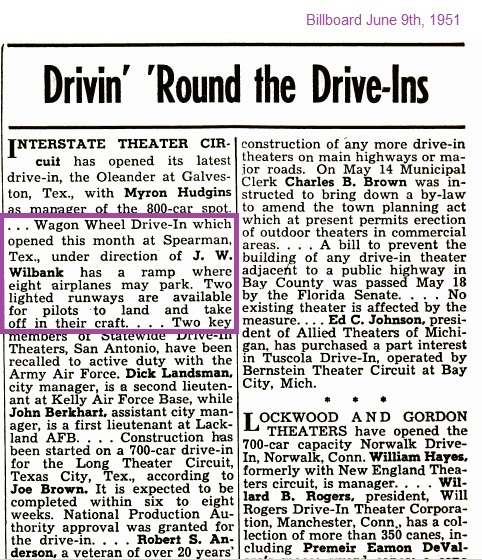 Billboard June 9th, 1951
Drivin' 'Round the Drive-Ins
INTERSTATE THEATER CIR-
cuit has opened its latest
drive-in, the Oleander at Galves-
ton, Tex., with Myron Hudgins
as manager of the 800-car spot.
. . . Wagon Wheel Drive-In which
opened this month at Spearman,
Tex., under direction of J. W.
Wilbank has a ramp where
eight airplanes may park. Two
lighted runways are available
for pilots to land and take
off in their craft. . . . Two key
members of Statewide Drive-In
Theaters, San Antonio, have been
recalled to active duty with the
Army Air Force. Dick Landsman,
city manager, is a second lieuten-
ant at Kelly Air Force Base, while
John Berkhart, assistant city man-
ager, is a first lieutenant at Lack-
land AFB. . . . Construction has
been started on a 700-car drive-in
for the Long Theater Circuit,
Texas City, Tex., according to
Joe Brown. It is expected to be
completed within six to eight
weeks. National Production Au-
thority approval was granted for
the drive-in. . . . Robert S. An-
derson, a veteran of over 20 years'
construction of any more drive-in
theaters on main highways or ma-
jor roads. On May 14 Municipal
Clerk Charles B. Brown was in-
structed to bring down a by-law
to amend the town planning act
which at present permits erection
of outdoor theaters in commercial
areas. . . . A bill to prevent the
building of any drive-in theater
adjacent to a public highway in
Bay County was passed May 18
by the Florida Senate. . . . No
existing theater is affected by the
measure. . . . Ed C. Johnson, presi-
dent of Allied Theaters of Michi-
gan, has purchased a part interest
in Tuscola Drive-In, operated by
Bernstein Theater Circuit at Bay
City, Mich.
* * *
LOCKWOOD AND GORDON
THEATERS have opened the
700-car capacity Norwalk Drive-
In, Norwalk, Conn. William Hayes,
formerly with New England Thea-
ters circuit, is manager. . . . Wil-
lard B. Rogers, president, Will
Rogers Drive-In Theater Corpora-
tion, Manchester, Conn., has a col-
lection of more than 350 canes, in-
cluding Premeir Eamon DeVal-